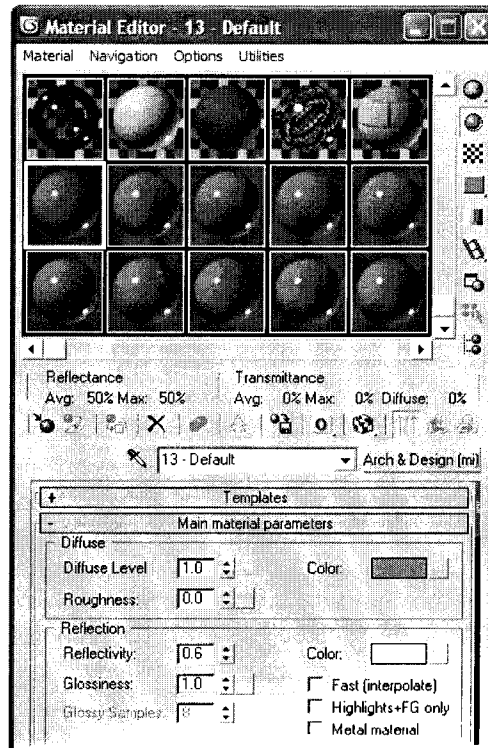 Material Editor - 13 - Default
Material Navigation Options Utilities
Reflectance Transmittance
Avg: 50% Max: 50% Avg: 0% Max: 0% Diffuse: 0%
13 - Default Arch & Design (mi)
+ Templates
- Main material parameters
Diffuse
Diffuse Level 1.0 Color:
Roughness: 0.0
Reflection
Reflectivity: 0.6 Color:
Glossiness: 1.0 Fast (interpolate)
Glossy Samples: 8 Highlights+FG only
Metal material